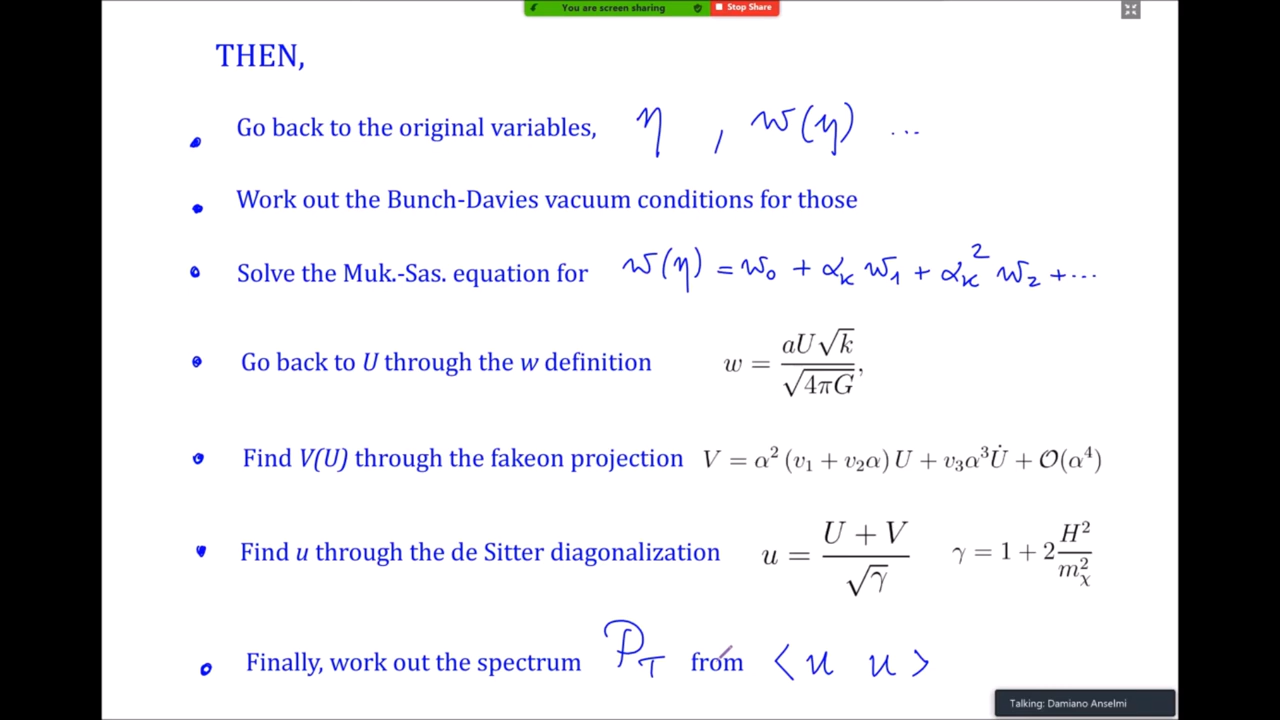 You are screen sharing Stop Share
THEN,
• Go back to the original variables, η , w(η) ...
• Work out the Bunch-Davies vacuum conditions for those
• Solve the Muk.-Sas. equation for w(η) = w₀ + αₖ w₁ + αₖ² w₂ + ...
• Go back to U through the w definition w = aU√k / √4πG,
• Find V(U) through the fakeon projection V = α² (v₁ + v₂α) U + v₃α³U̇ + O(α⁴)
• Find u through the de Sitter diagonalization u = U + V / √γ γ = 1 + 2 H² / m²ᵪ
• Finally, work out the spectrum P_T from ⟨u u⟩
Talking: Damiano Anselmi